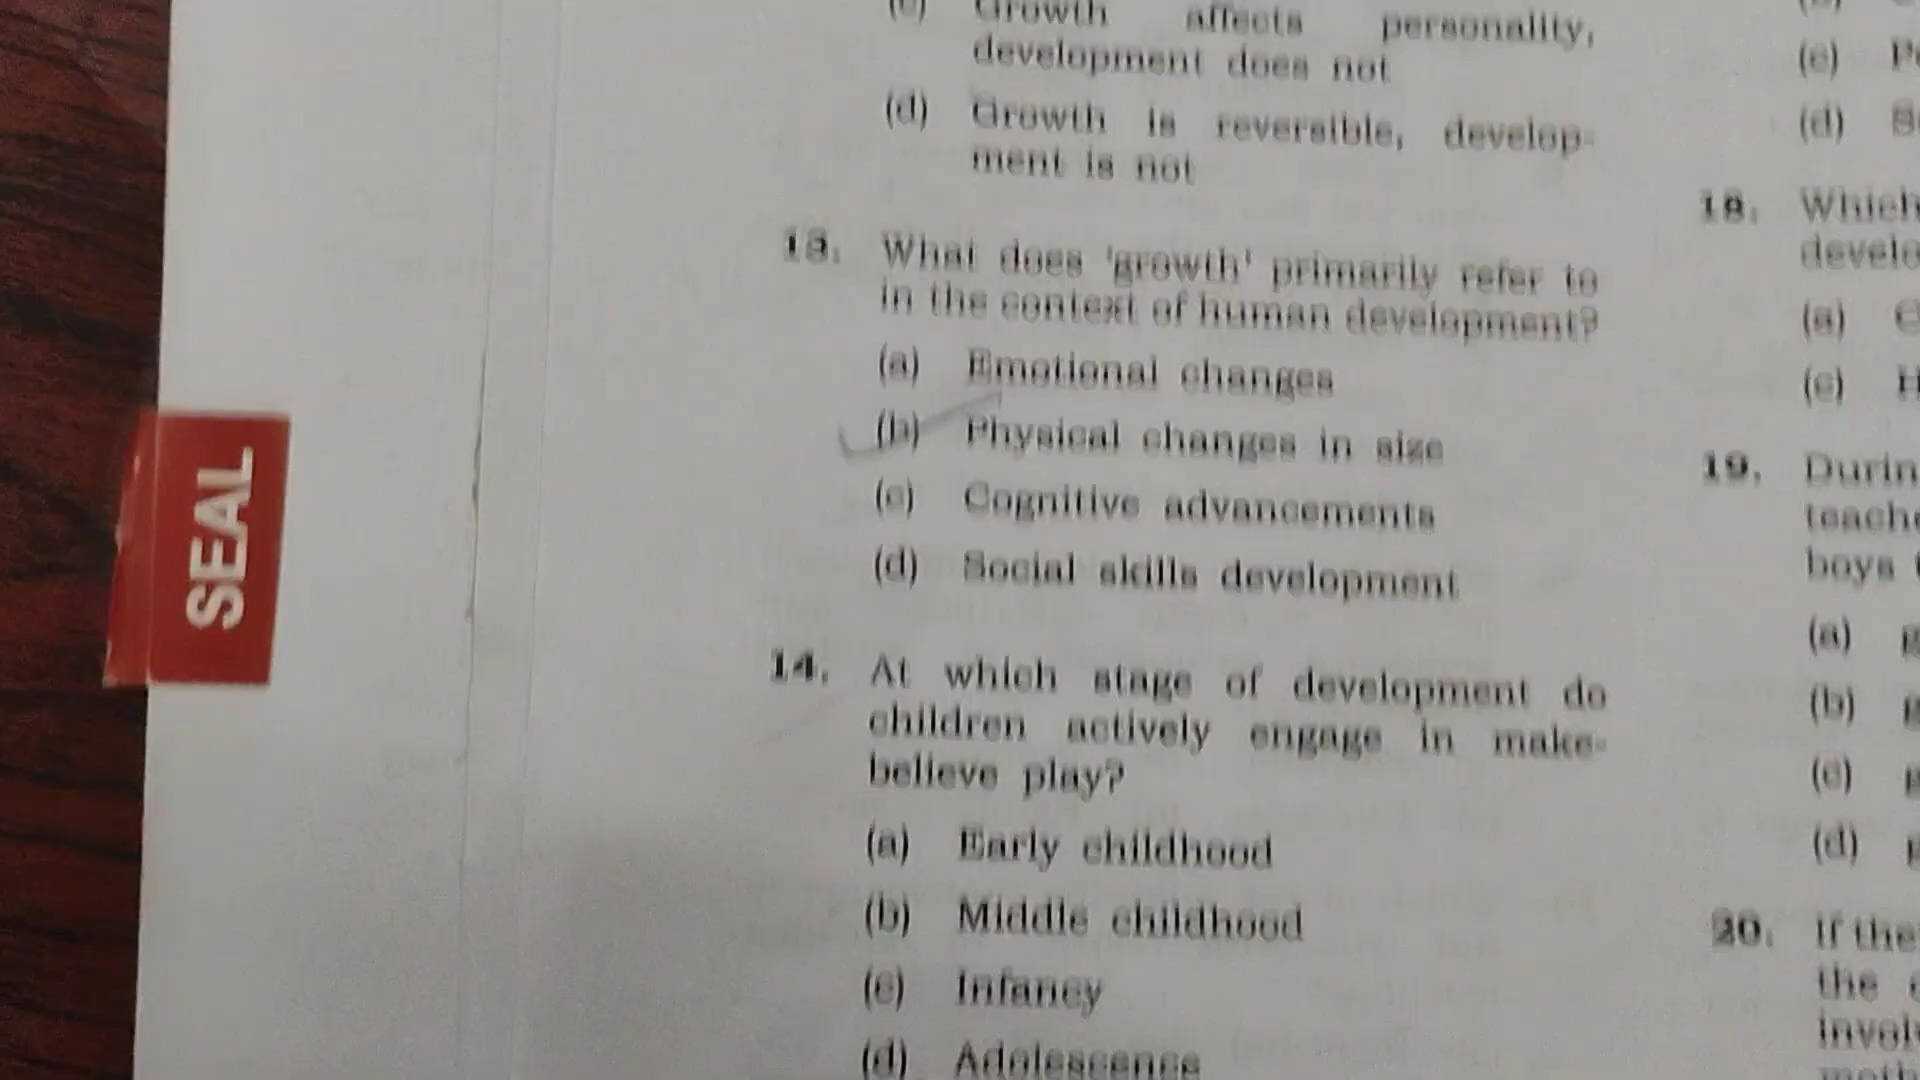 Growth affects personality,
development does not
(d) Growth is reversible, develop-
ment is not
13. What does 'growth' primarily refer to
in the context of human development?
(a) Emotional changes
(b) Physical changes in size
(c) Cognitive advancements
(d) Social skills development
14. At which stage of development do
children actively engage in make-
believe play?
(a) Early childhood
(b) Middle childhood
(c) Infancy
(d) Adolescence
SEAL
(c)
(d)
18. Which
(a)
(c)
19.
boys
(a)
(b)
(c)
(d)
20. If the
the